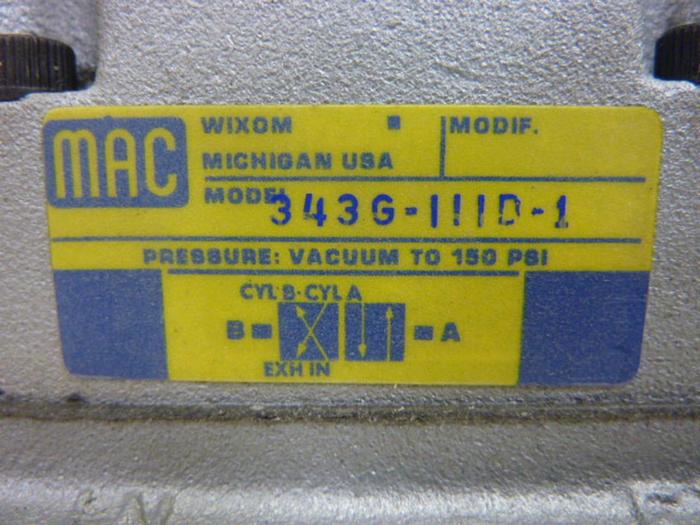 MAC
WIXOM MODIF.
MICHIGAN USA
MODEL 343G-111D-1
PRESSURE: VACUUM TO 150 PSI
CYL B-CYL A
B A
EXH IN